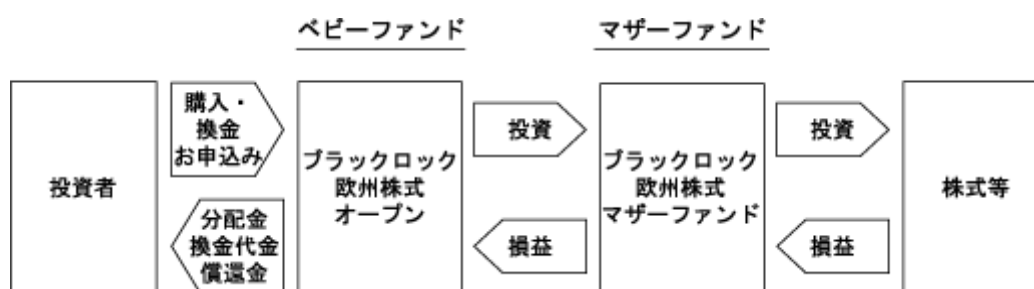 ベビーファンド
マザーファンド
投資者
購入・
換金
お申込み
分配金
換金代金
償還金
ブラックロック
欧州株式
オープン
投資
損益
ブラックロック
欧州株式
マザーファンド
投資
損益
株式等